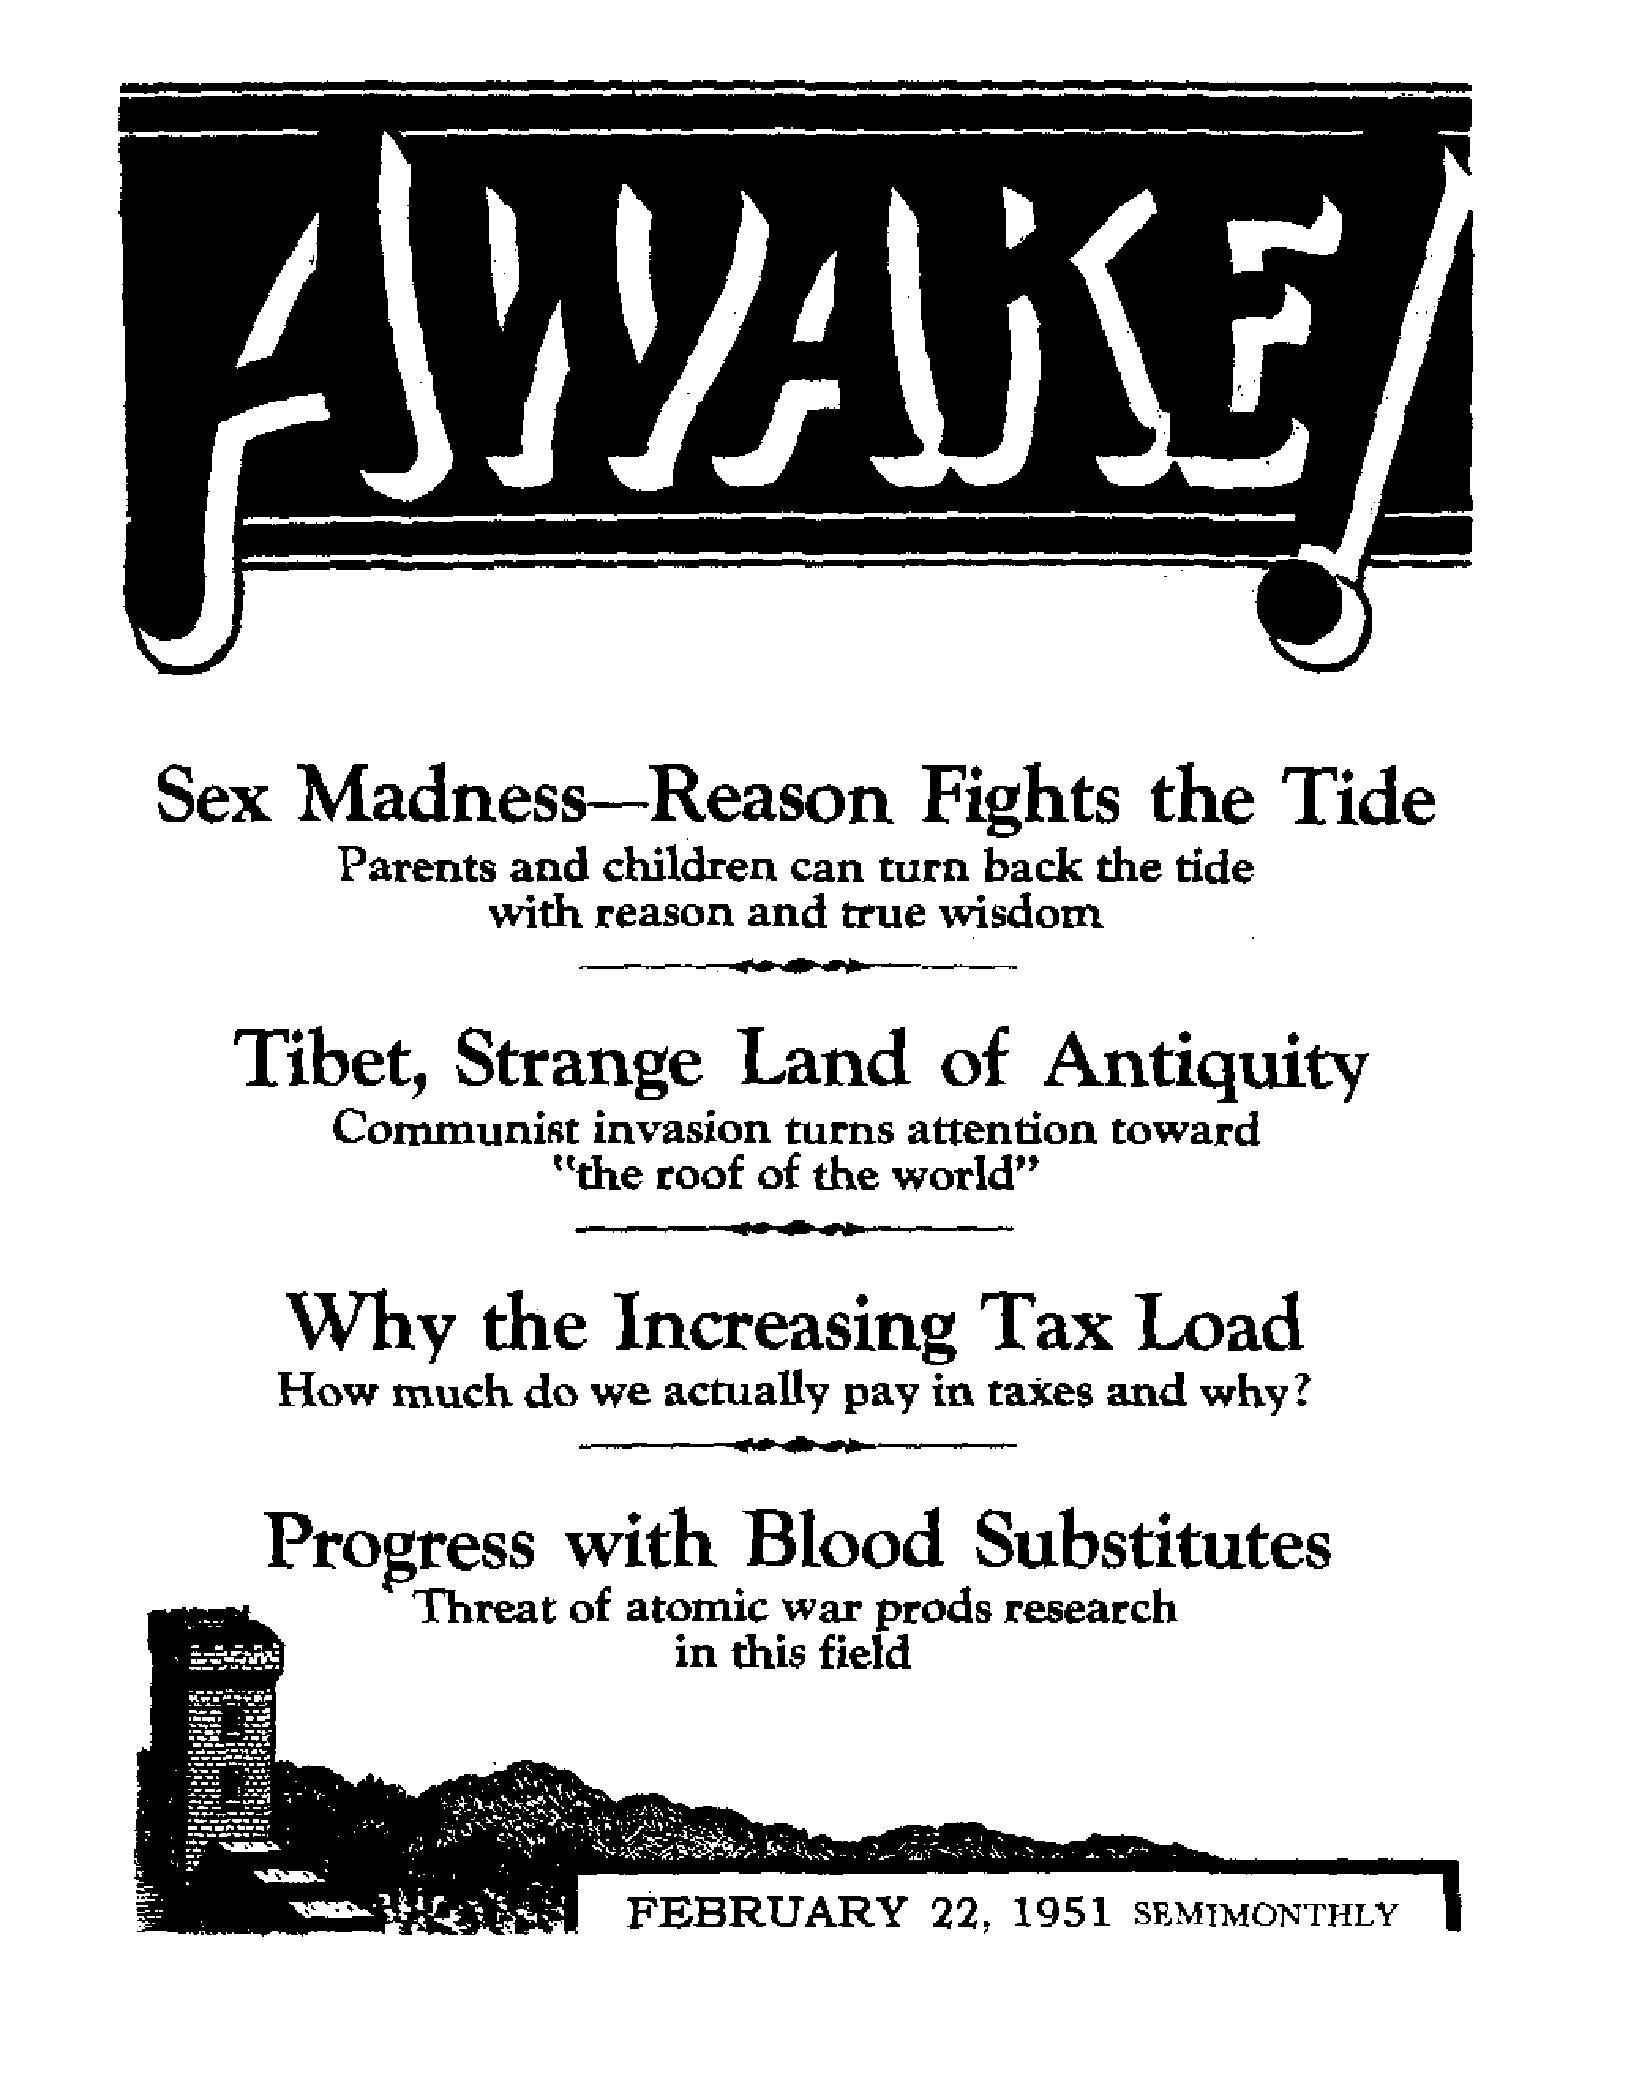 AWAKE!
Sex Madness—Reason Fights the Tide
Parents and children can turn back the tide
with reason and true wisdom
Tibet, Strange Land of Antiquity
Communist invasion turns attention toward
"the roof of the world"
Why the Increasing Tax Load
How much do we actually pay in taxes and why?
Progress with Blood Substitutes
Threat of atomic war prods research
in this field
FEBRUARY 22, 1951 SEMIMONTHLY